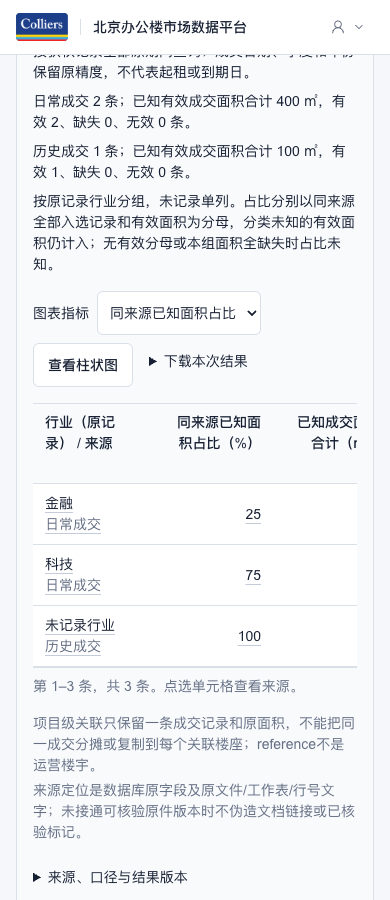 Colliers
北京办公楼市场数据平台
保留原精度，不代表起租或到期日。
日常成交 2 条；已知有效成交面积合计 400 ㎡，有
效 2、缺失 0、无效 0 条。
历史成交 1 条；已知有效成交面积合计 100 ㎡，有
效 1、缺失 0、无效 0 条。
按原记录行业分组，未记录单列。占比分别以同来源
全部入选记录和有效面积为分母，分类未知的有效面
积仍计入；无有效分母或本组面积全缺失时占比未
知。
图表指标
同来源已知面积占比
查看柱状图
▶ 下载本次结果
行业（原记
录） / 来源
同来源已知面
积占比（%）
已知成交
合计（
金融
日常成交
25
科技
日常成交
75
未记录行业
历史成交
100
第 1–3 条，共 3 条。点选单元格查看来源。
项目级关联只保留一条成交记录和原面积，不能把同
一成交分摊或复制到每个关联楼座；reference不是
运营楼宇。
来源定位是数据库原字段及原文件/工作表/行号文
字；未接通可核验原件版本时不伪造文档链接或已核
验标记。
▶ 来源、口径与结果版本